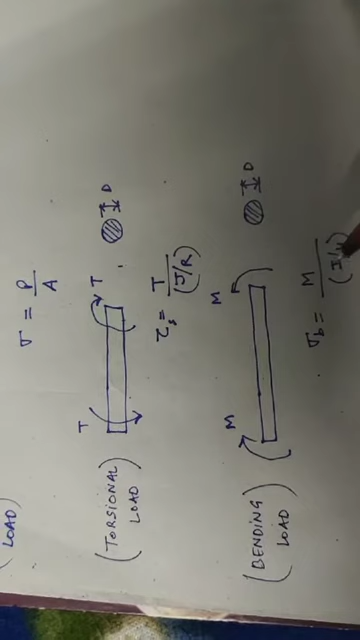 LOAD)
σ = P/A
(TORSIONAL LOAD)
T T
D
τs = T/(J/R)
(BENDING LOAD)
M M
D
σb = M/(I/